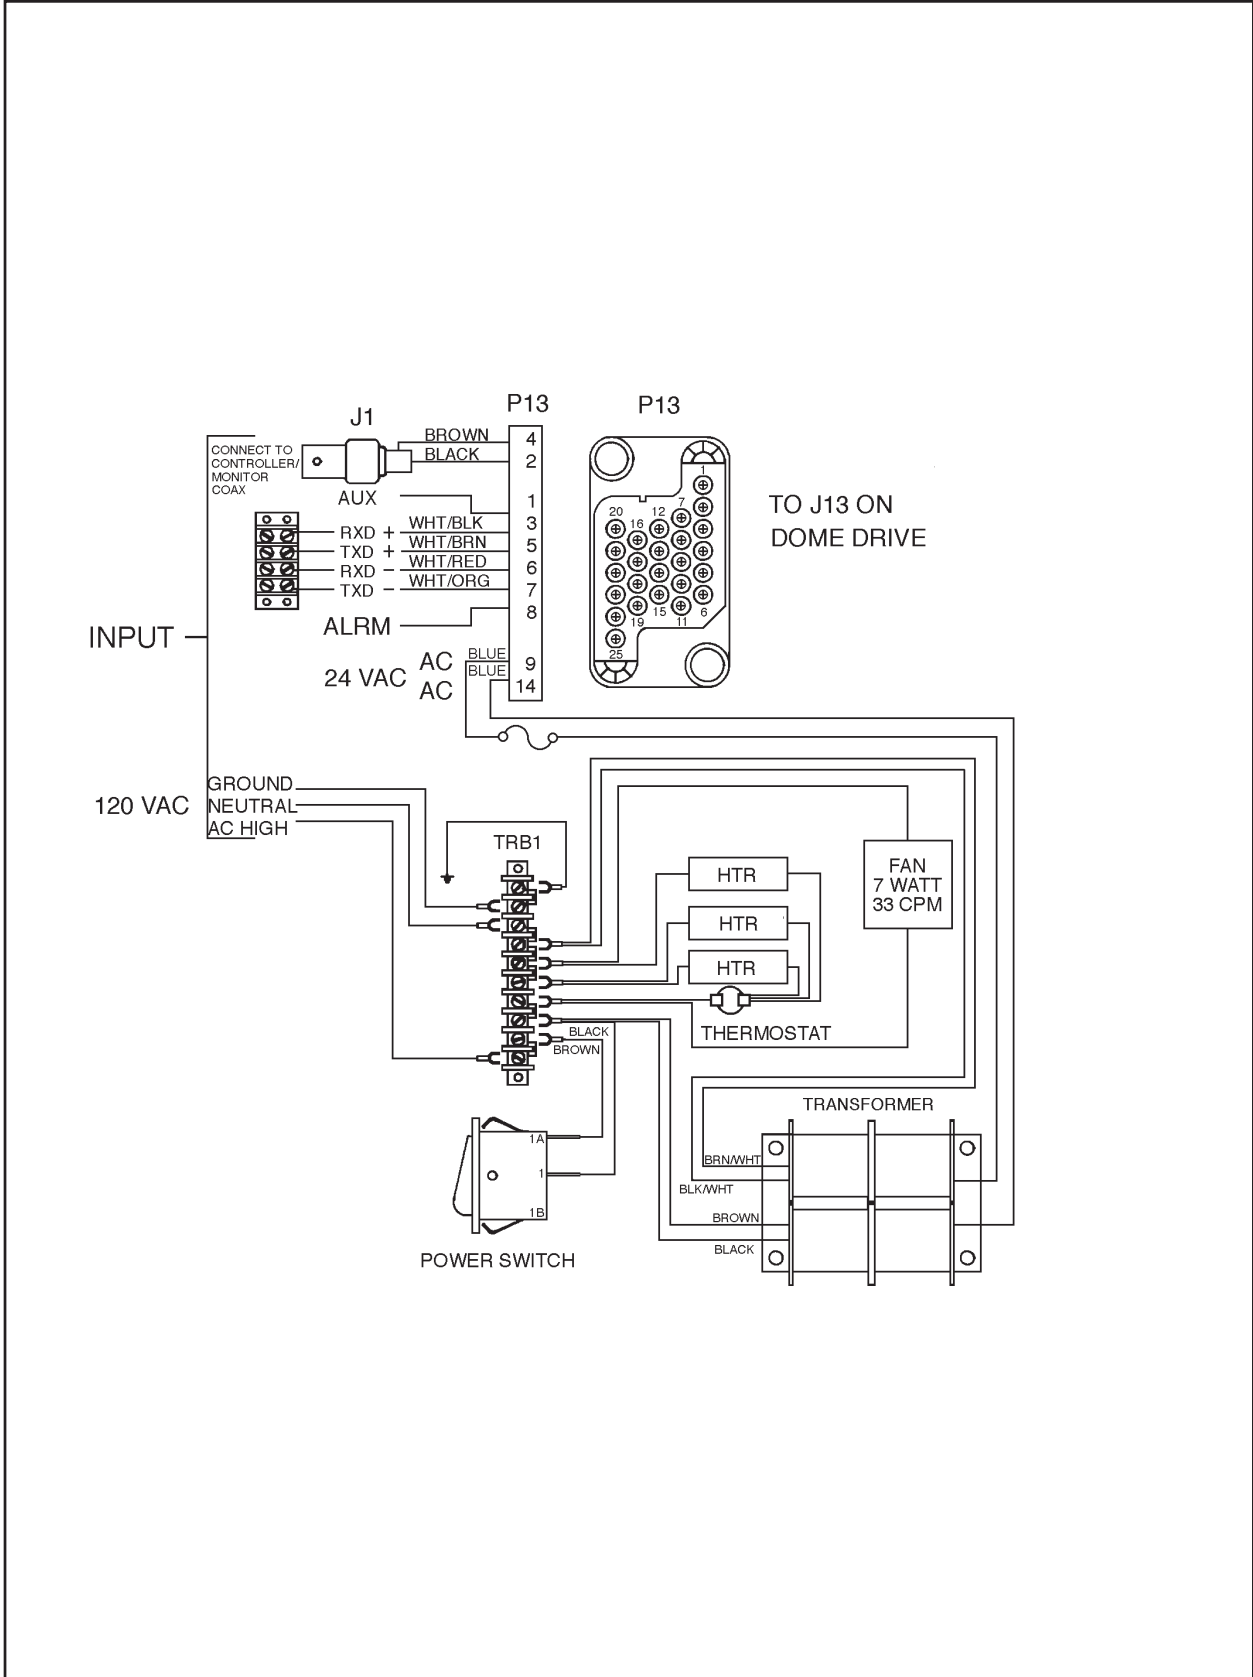 J1
P13
P13
CONNECT TO
CONTROLLER/
MONITOR
COAX
BROWN 4
BLACK 2
AUX 1
RXD + WHT/BLK 3
TXD + WHT/BRN 5
RXD - WHT/RED 6
TXD - WHT/ORG 7
ALRM 8
INPUT
24 VAC
AC BLUE 9
AC BLUE 14
1
7
12
16
20
6
11
15
19
25
TO J13 ON
DOME DRIVE
120 VAC
GROUND
NEUTRAL
AC HIGH
TRB1
HTR
HTR
HTR
FAN
7 WATT
33 CPM
THERMOSTAT
BLACK
BROWN
TRANSFORMER
1A
1
1B
POWER SWITCH
BRN/WHT
BLK/WHT
BROWN
BLACK